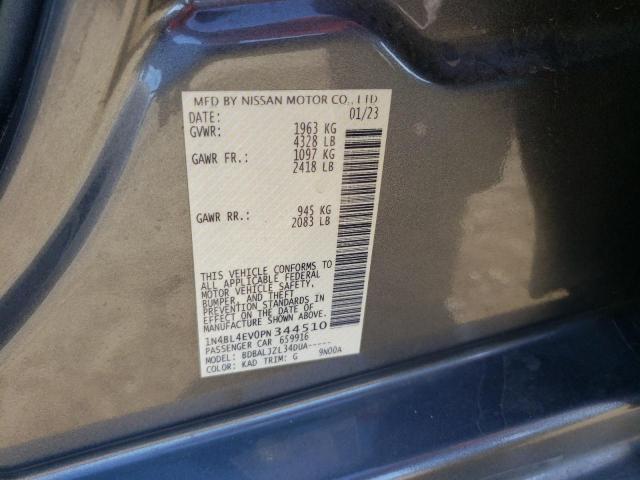 MFD BY NISSAN MOTOR CO., LTD
DATE: 01/23
GVWR: 1963 KG
4328 LB
GAWR FR.: 1097 KG
2418 LB
GAWR RR.: 945 KG
2083 LB
THIS VEHICLE CONFORMS TO
ALL APPLICABLE FEDERAL
MOTOR VEHICLE SAFETY,
BUMPER, AND THEFT
PREVENTION STANDARDS IN
EFFECT ON THE DATE OF
MANUFACTURE SHOWN ABOVE.
1N4BL4EV0PN344510
PASSENGER CAR 659916
MODEL: BDBALJZL34DUA-----
COLOR: KAD TRIM: G 9N00A